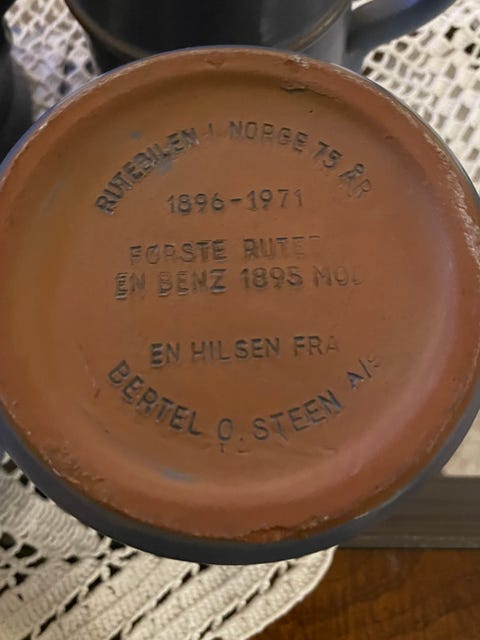 RUTEBILEN I NORGE 75 ÅR
1896-1971
FØRSTE
EN BENZ 1895
EN HILSEN FRA
BERTEL O. STEEN A/S